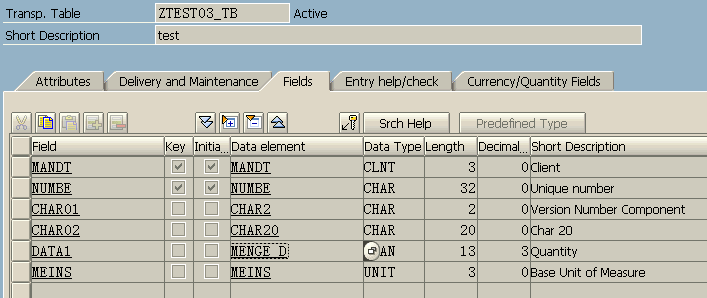 Transp. Table ZTEST03_TB Active
Short Description test
Attributes Delivery and Maintenance Fields Entry help/check Currency/Quantity Fields
Srch Help Predefined Type
Field Key Initia... Data element Data Type Length Decimal... Short Description
MANDT MANDT CLNT 3 0 Client
NUMBE NUMBE CHAR 32 0 Unique number
CHAR01 CHAR2 CHAR 2 0 Version Number Component
CHAR02 CHAR20 CHAR 20 0 Char 20
DATA1 MENGE_D AN 13 3 Quantity
MEINS MEINS UNIT 3 0 Base Unit of Measure